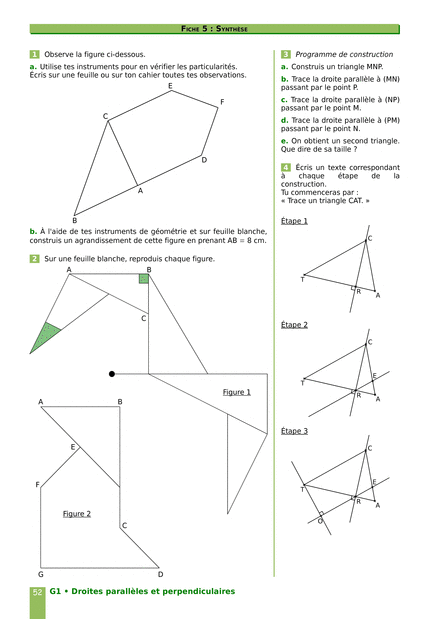 FICHE 5 : SYNTHÈSE
1 Observe la figure ci-dessous.
a. Utilise tes instruments pour en vérifier les particularités.
Écris sur une feuille ou sur ton cahier toutes tes observations.
E
F
C
D
A
B
b. À l'aide de tes instruments de géométrie et sur feuille blanche,
construis un agrandissement de cette figure en prenant AB = 8 cm.
2 Sur une feuille blanche, reproduis chaque figure.
A
B
C
Figure 1
A
B
E
F
Figure 2
C
G
D
3 Programme de construction
a. Construis un triangle MNP.
b. Trace la droite parallèle à (MN)
passant par le point P.
c. Trace la droite parallèle à (NP)
passant par le point M.
d. Trace la droite parallèle à (PM)
passant par le point N.
e. On obtient un second triangle.
Que dire de sa taille ?
4 Écris un texte correspondant
à chaque étape de la
construction.
Tu commenceras par :
« Trace un triangle CAT. »
Étape 1
C
T
R
A
Étape 2
C
T
E
R
A
Étape 3
C
T
E
R
A
O
52 G1 • Droites parallèles et perpendiculaires